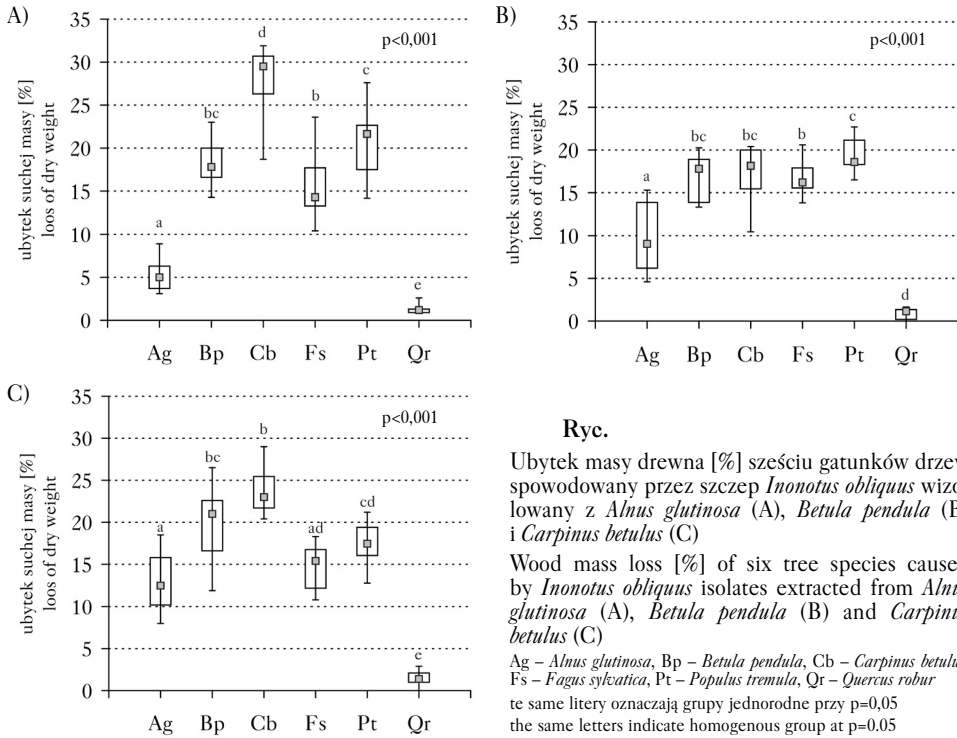 A)
ubytek suchej masy [%]
loos of dry weight
35
30
25
20
15
10
5
0
p<0,001
a
bc
d
b
c
e
Ag Bp Cb Fs Pt Qr
B)
ubytek suchej masy [%]
loos of dry weight
35
30
25
20
15
10
5
0
p<0,001
a
bc
bc
b
c
d
Ag Bp Cb Fs Pt Qr
C)
ubytek suchej masy [%]
loos of dry weight
35
30
25
20
15
10
5
0
p<0,001
a
bc
b
ad
cd
e
Ag Bp Cb Fs Pt Qr
Ryc.
Ubytek masy drewna [%] sześciu gatunków drzew
spowodowany przez szczep Inonotus obliquus wizo
lowany z Alnus glutinosa (A), Betula pendula (B
i Carpinus betulus (C)
Wood mass loss [%] of six tree species cause
by Inonotus obliquus isolates extracted from Alnu
glutinosa (A), Betula pendula (B) and Carpinu
betulus (C)
Ag – Alnus glutinosa, Bp – Betula pendula, Cb – Carpinus betulu
Fs – Fagus sylvatica, Pt – Populus tremula, Qr – Quercus robur
te same litery oznaczają grupy jednorodne przy p=0,05
the same letters indicate homogenous group at p=0.05